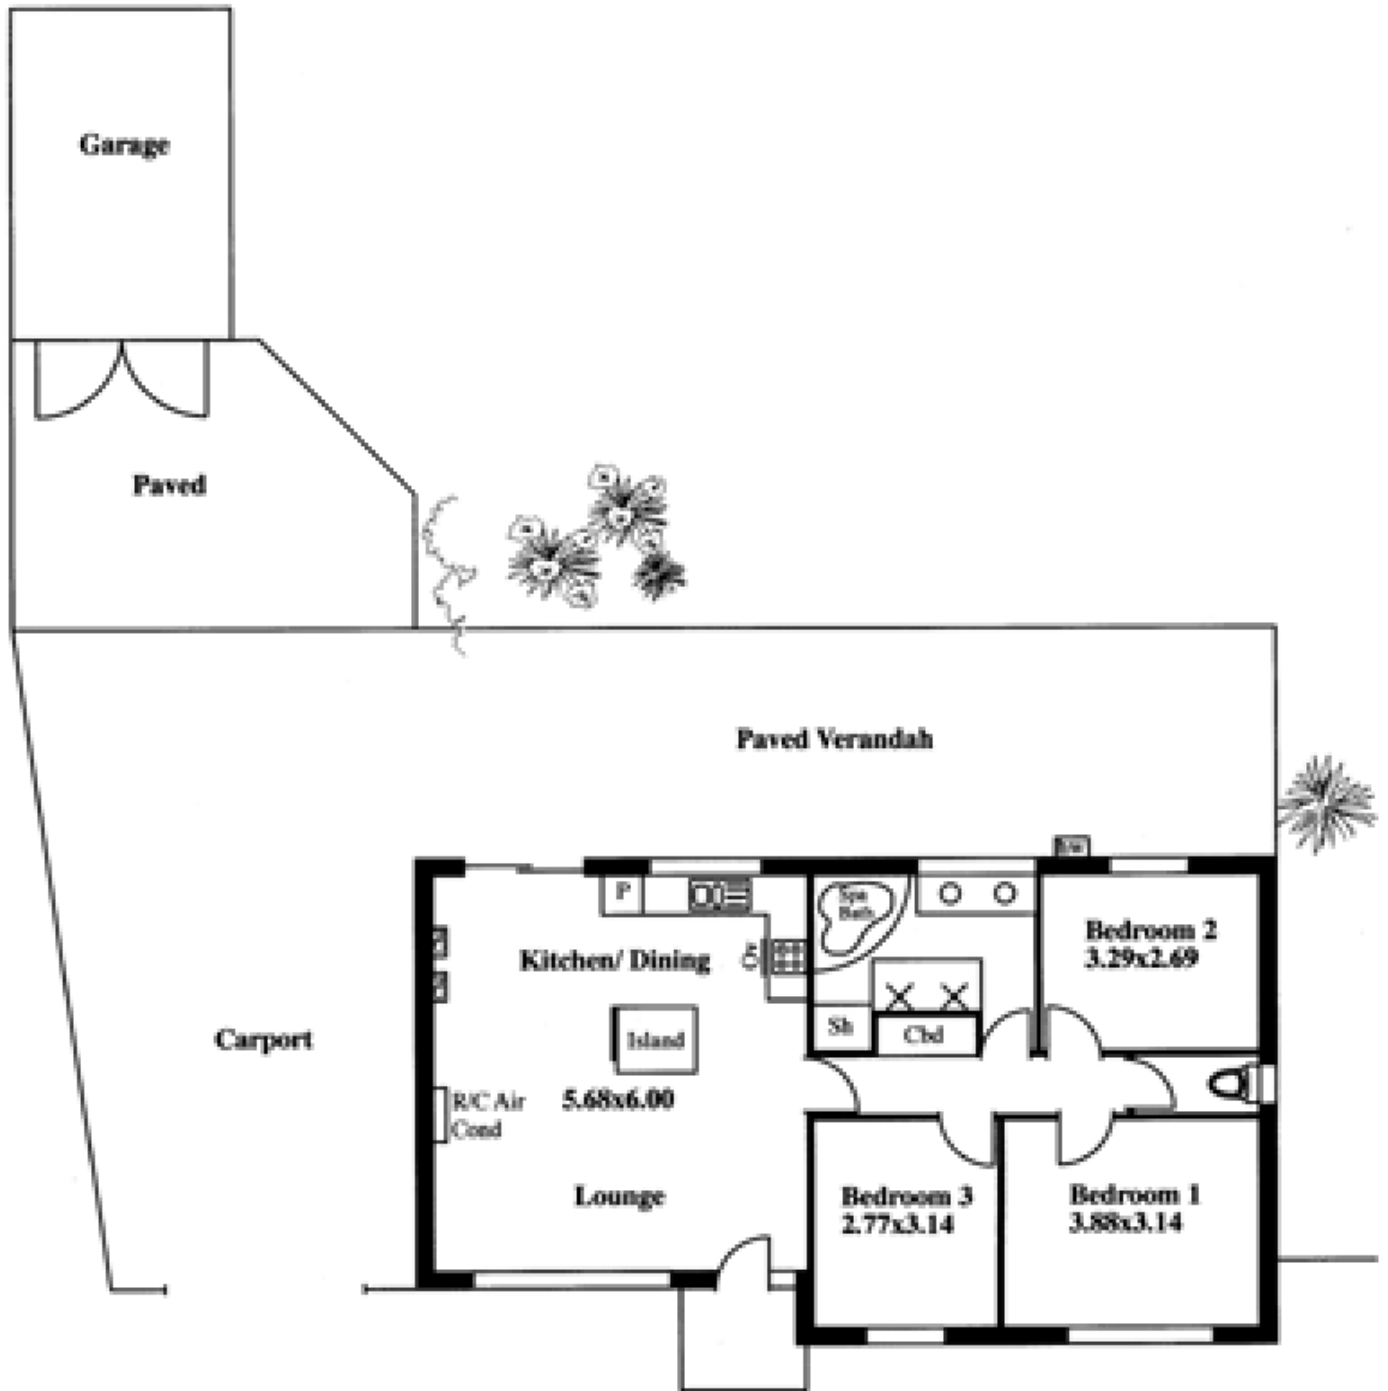 Garage
Paved
Paved Verandah
P
Spa
Bath
Bedroom 2
3.29x2.69
Kitchen/ Dining
Island
Sh
Cbd
Carport
R/C Air
Cond
5.68x6.00
Lounge
Bedroom 3
2.77x3.14
Bedroom 1
3.88x3.14